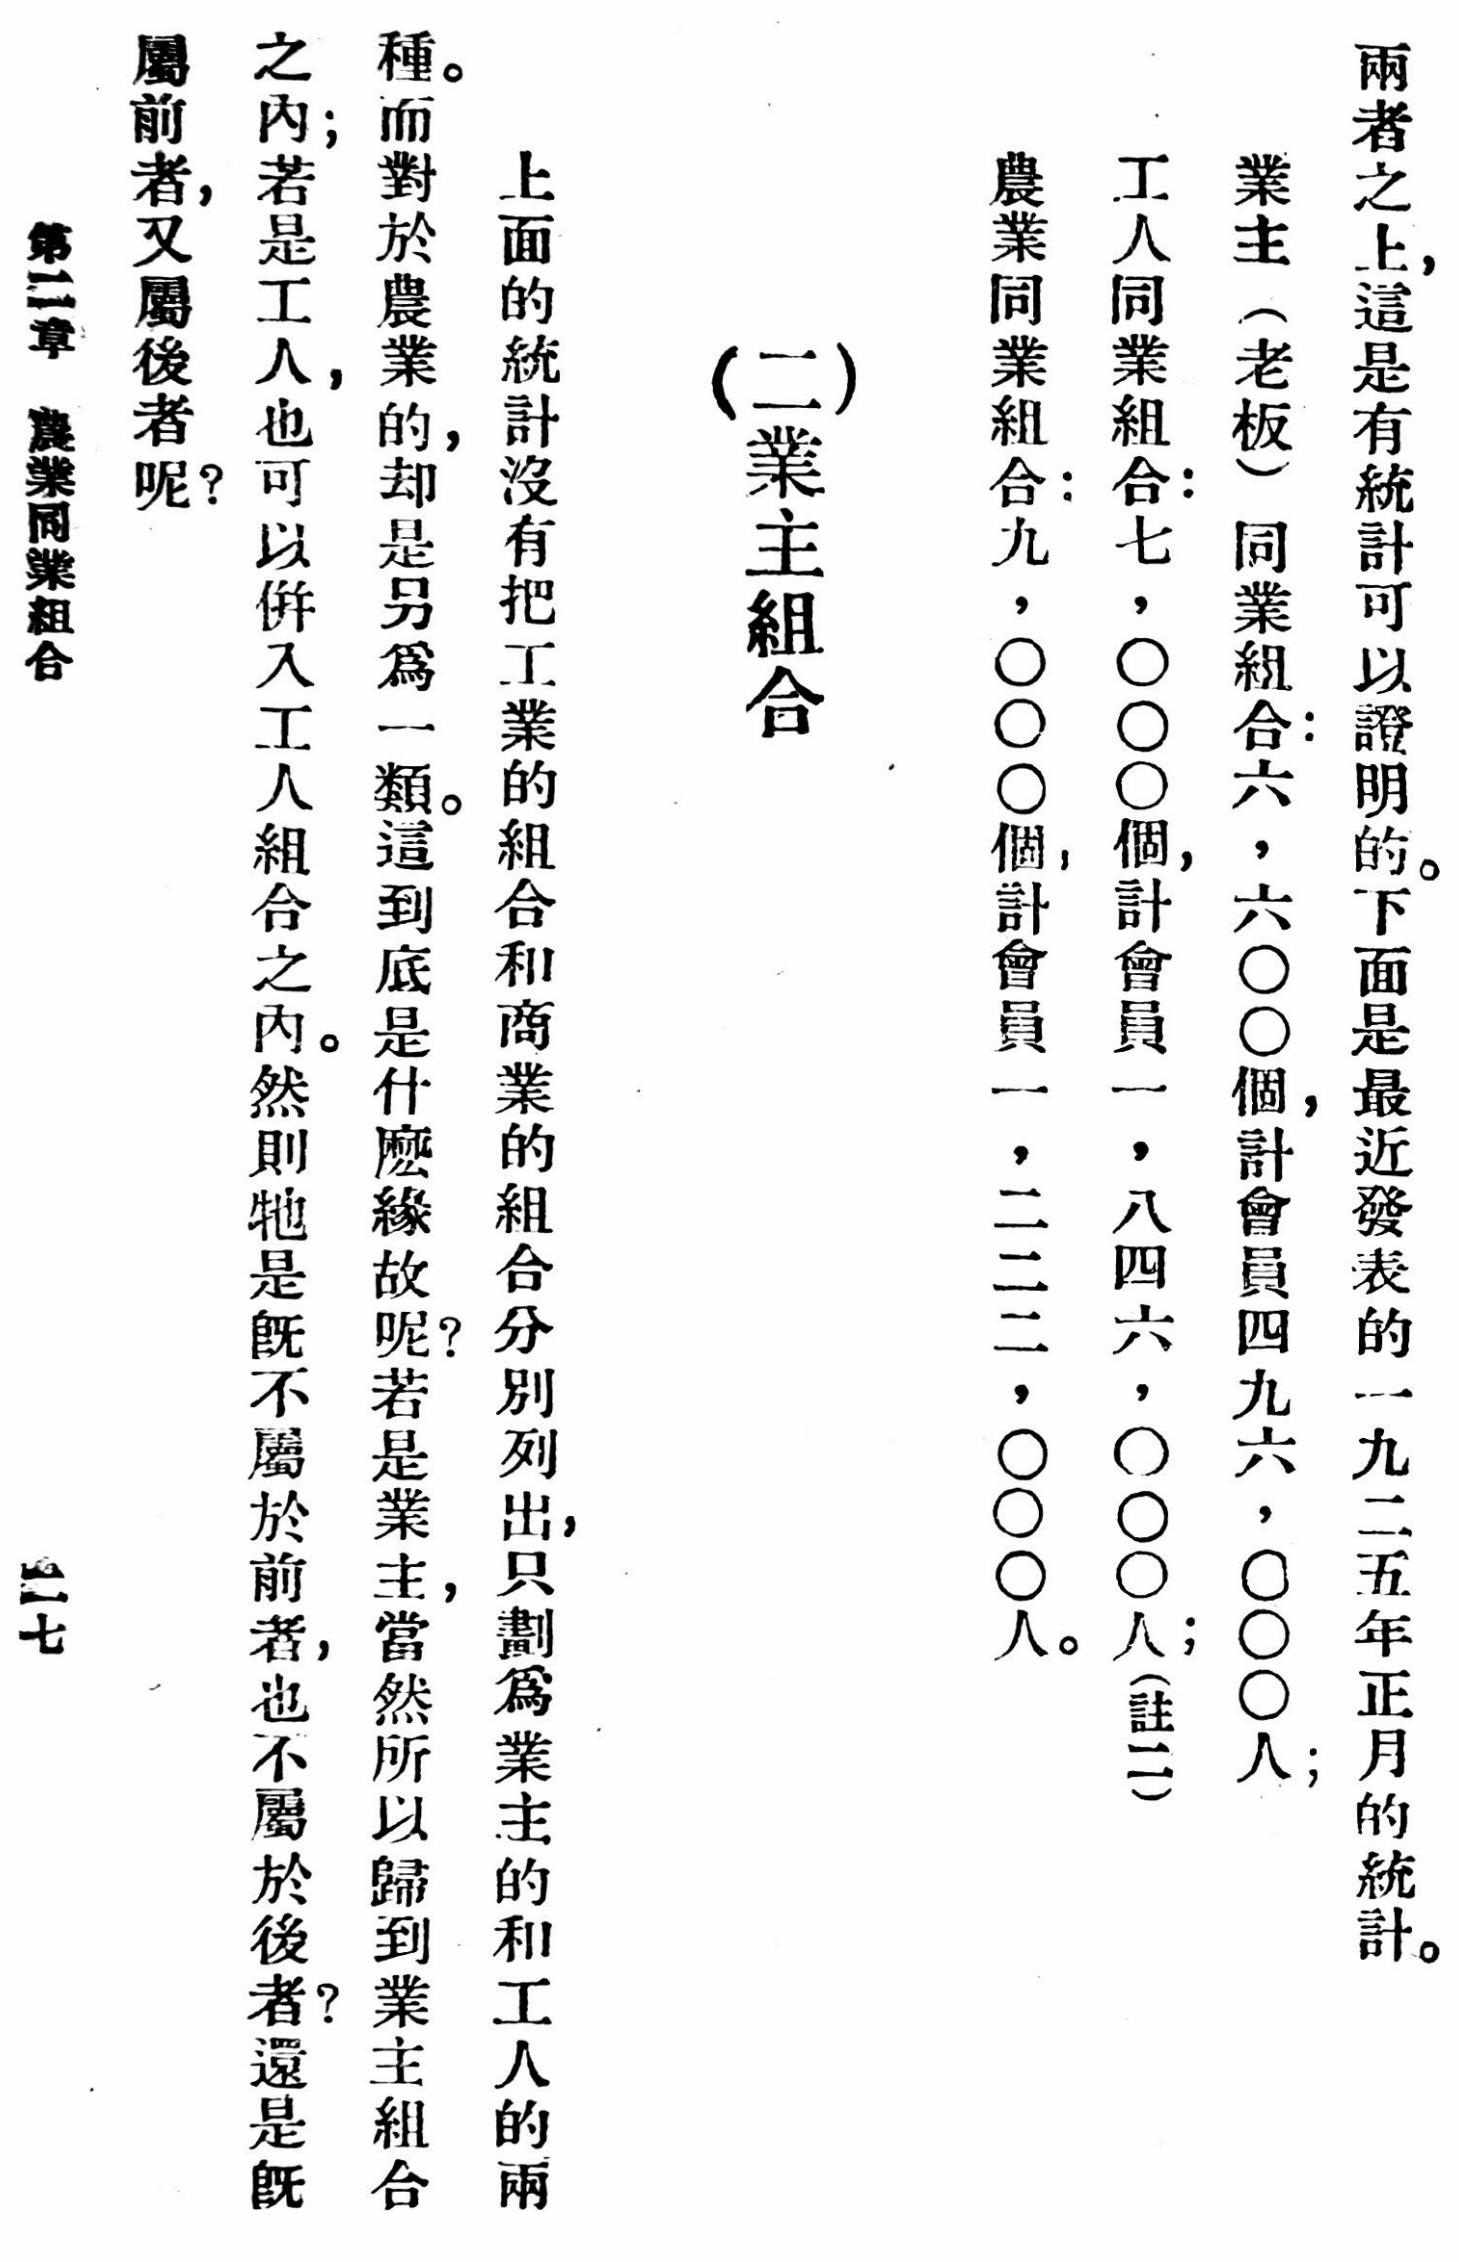 兩者之上，這是有統計可以證明的。下面是最近發表的一九二五年正月的統計。
業主（老板）同業組合：六，六〇〇個，計會員四九六，〇〇〇人；
工人同業組合：七，〇〇〇個，計會員一，八四六，〇〇〇人；（註二）
農業同業組合：九，〇〇〇個，計會員一，二二二，〇〇〇人。
（二）業主組合
上面的統計沒有把工業的組合和商業的組合分別列出，只劃爲業主的和工人的兩
種。而對於農業的，却是另爲一類。這到底是什麽緣故呢？若是業主，當然所以歸到業主組合
之內；若是工人，也可以倂入工人組合之內。然則牠是旣不屬於前者，也不屬於後者？還是旣
屬前者，又屬後者呢？
第二章　農業同業組合
二七